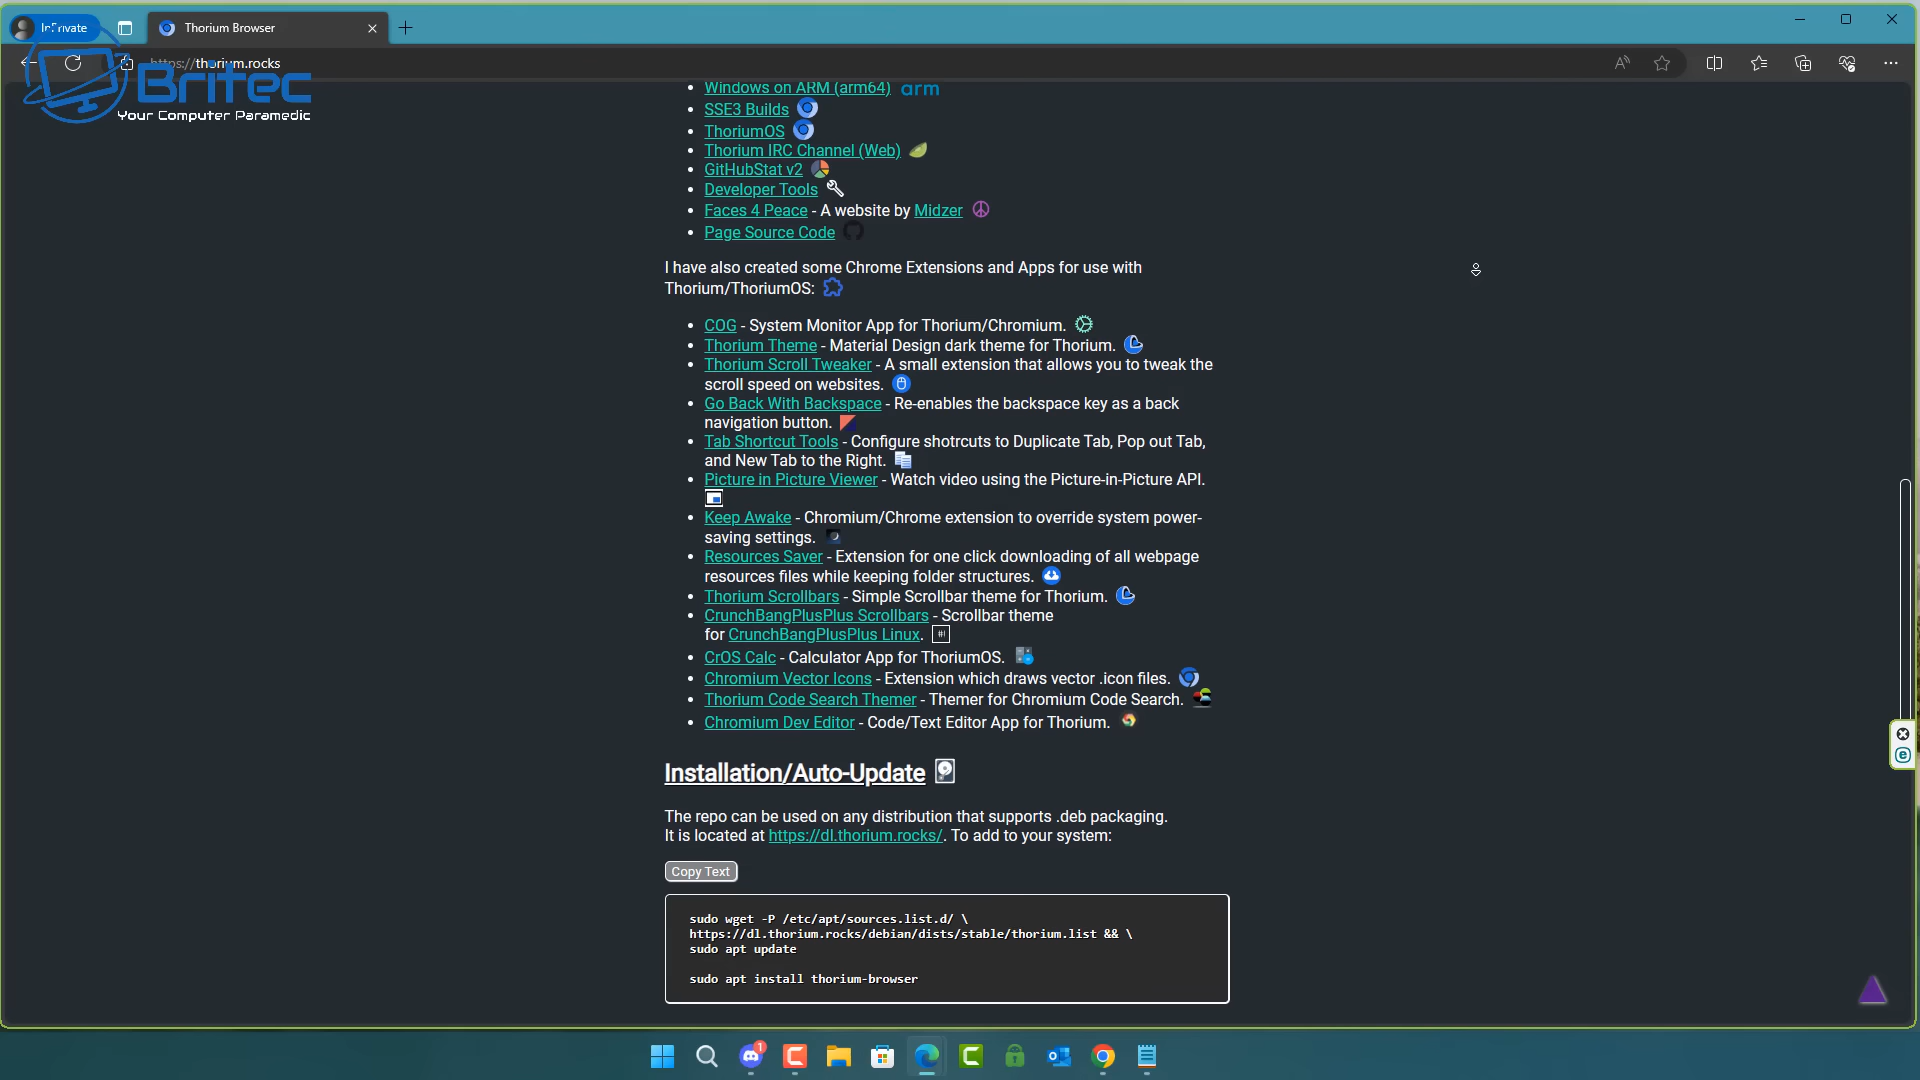 InPrivate
Thorium Browser
https://thorium.rocks
Britec
Your Computer Paramedic
Windows on ARM (arm64) arm
SSE3 Builds
ThoriumOS
Thorium IRC Channel (Web)
GitHubStat v2
Developer Tools
Faces 4 Peace - A website by Midzer
Page Source Code
I have also created some Chrome Extensions and Apps for use with
Thorium/ThoriumOS:
COG - System Monitor App for Thorium/Chromium.
Thorium Theme - Material Design dark theme for Thorium.
Thorium Scroll Tweaker - A small extension that allows you to tweak the
scroll speed on websites.
Go Back With Backspace - Re-enables the backspace key as a back
navigation button.
Tab Shortcut Tools - Configure shotrcuts to Duplicate Tab, Pop out Tab,
and New Tab to the Right.
Picture in Picture Viewer - Watch video using the Picture-in-Picture API.
Keep Awake - Chromium/Chrome extension to override system power-
saving settings.
Resources Saver - Extension for one click downloading of all webpage
resources files while keeping folder structures.
Thorium Scrollbars - Simple Scrollbar theme for Thorium.
CrunchBangPlusPlus Scrollbars - Scrollbar theme
for CrunchBangPlusPlus Linux. #!
CrOS Calc - Calculator App for ThoriumOS.
Chromium Vector Icons - Extension which draws vector .icon files.
Thorium Code Search Themer - Themer for Chromium Code Search.
Chromium Dev Editor - Code/Text Editor App for Thorium.
Installation/Auto-Update
The repo can be used on any distribution that supports .deb packaging.
It is located at https://dl.thorium.rocks/. To add to your system:
Copy Text
sudo wget -P /etc/apt/sources.list.d/ \
https://dl.thorium.rocks/debian/dists/stable/thorium.list && \
sudo apt update
sudo apt install thorium-browser
1